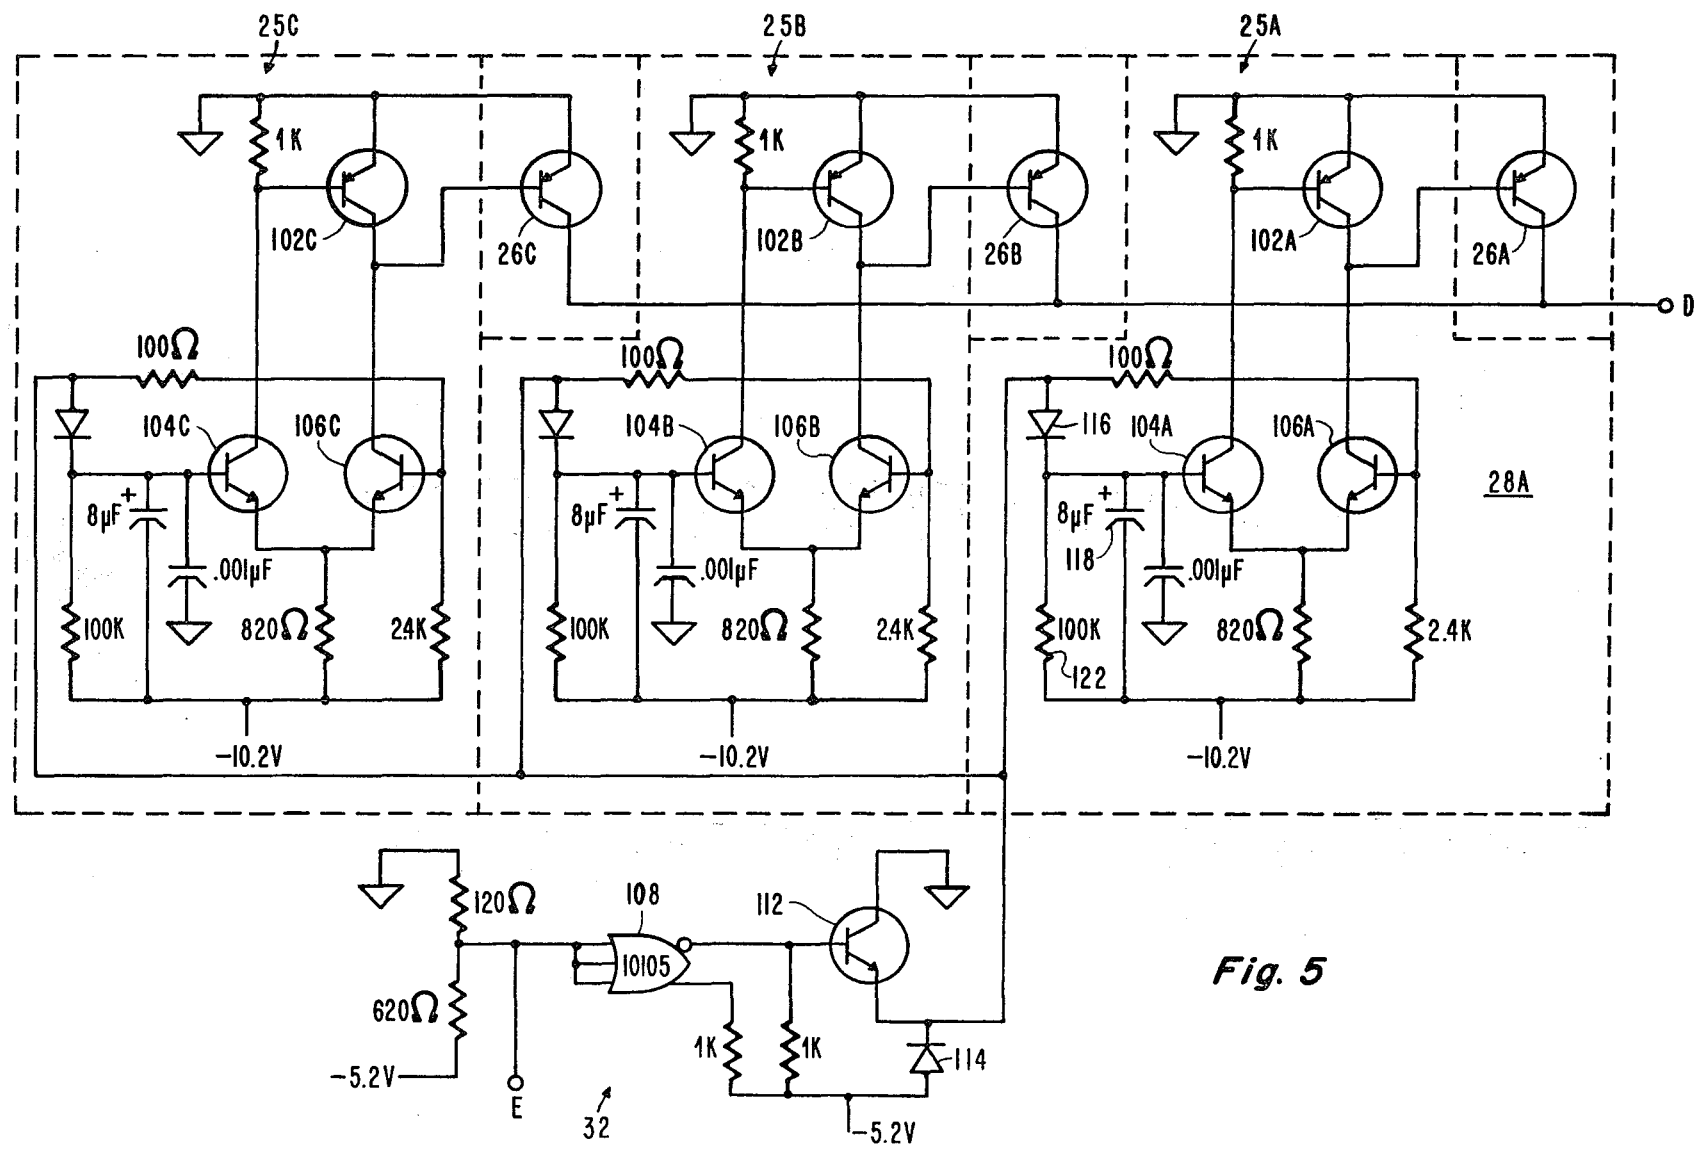 25C
25B
25A
1K
1K
1K
102C
26C
102B
26B
102A
26A
D
100Ω
100Ω
100Ω
104C
106C
104B
106B
116
104A
106A
28A
+
8µF
.001µF
+
8µF
.001µF
+
8µF
118
.001µF
100K
820Ω
24K
100K
820Ω
2.4K
100K
122
820Ω
2.4K
-10.2V
-10.2V
-10.2V
120Ω
108
112
10105
Fig. 5
620Ω
1K
1K
114
-5.2V
E
32
-5.2V